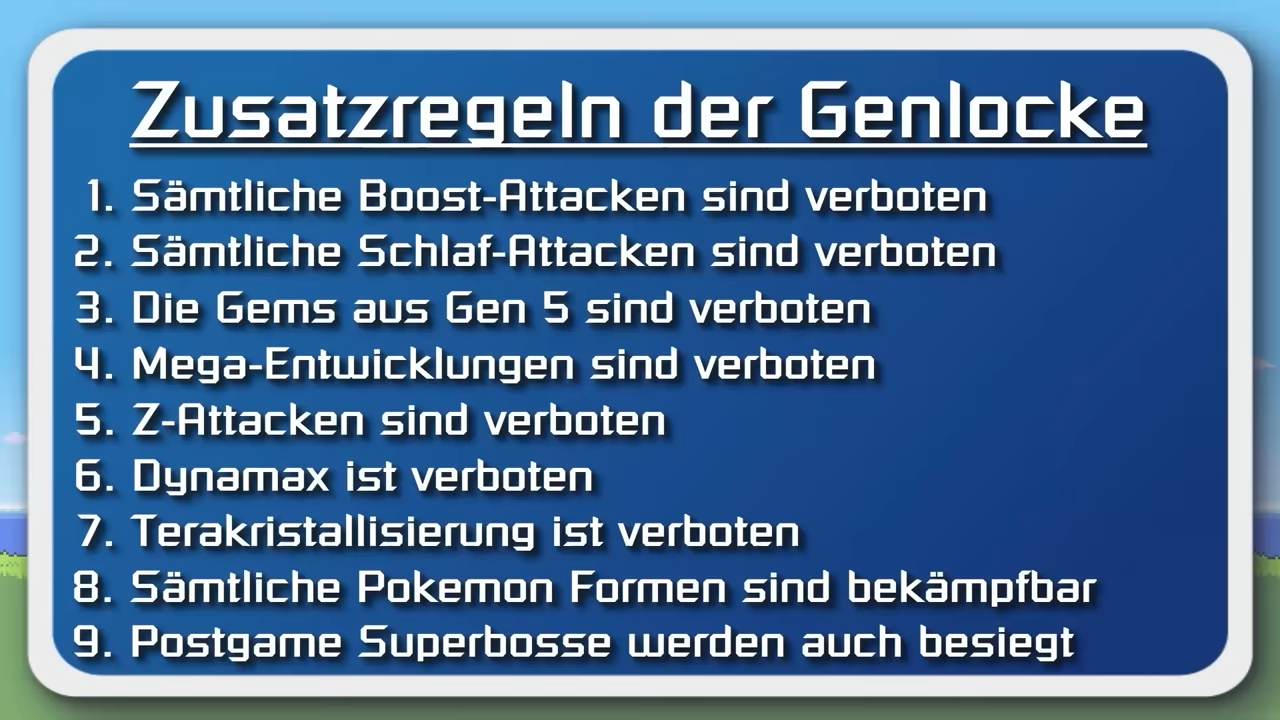 Zusatzregeln der Genlocke
1. Sämtliche Boost-Attacken sind verboten
2. Sämtliche Schlaf-Attacken sind verboten
3. Die Gems aus Gen 5 sind verboten
4. Mega-Entwicklungen sind verboten
5. Z-Attacken sind verboten
6. Dynamax ist verboten
7. Terakristallisierung ist verboten
8. Sämtliche Pokemon Formen sind bekämpfbar
9. Postgame Superbosse werden auch besiegt